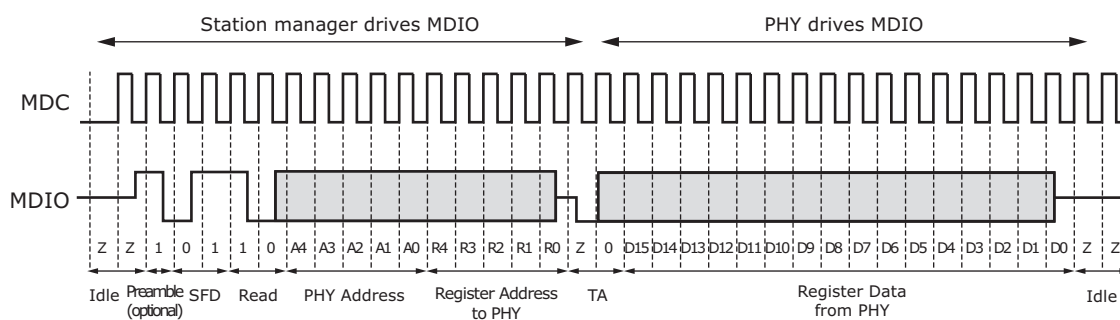 Station manager drives MDIO PHY drives MDIO
MDC
MDIO
Z Z 1 0 1 1 0 A4 A3 A2 A1 A0 R4 R3 R2 R1 R0 Z 0 D15 D14 D13 D12 D11 D10 D9 D8 D7 D6 D5 D4 D3 D2 D1 D0 Z Z
Idle Preamble (optional) SFD Read PHY Address Register Address to PHY TA Register Data from PHY Idle